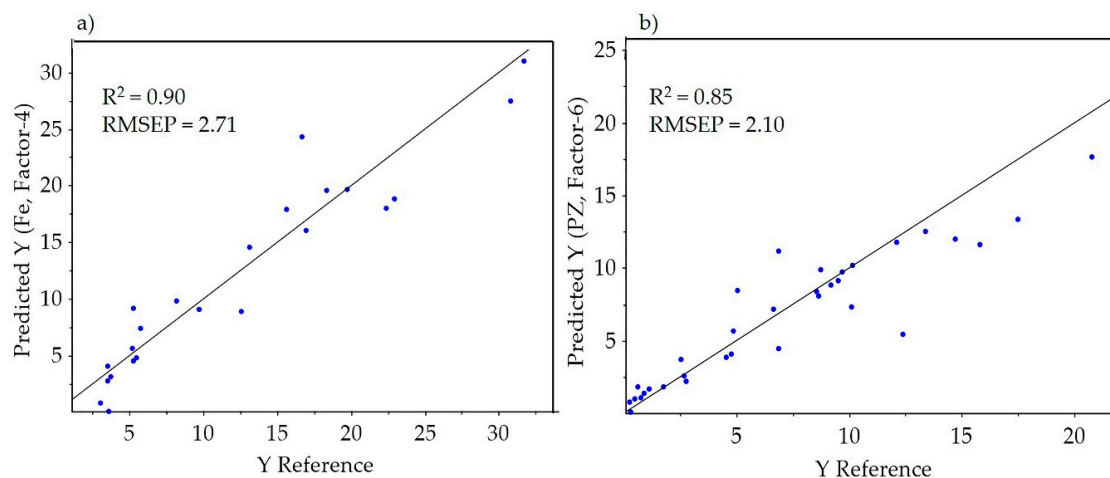 a)
R² = 0.90
RMSEP = 2.71
Predicted Y (Fe, Factor-4)
30
25
20
15
10
5
5
10
15
20
25
30
Y Reference
b)
R² = 0.85
RMSEP = 2.10
Predicted Y (PZ, Factor-6)
25
20
15
10
5
5
10
15
20
Y Reference